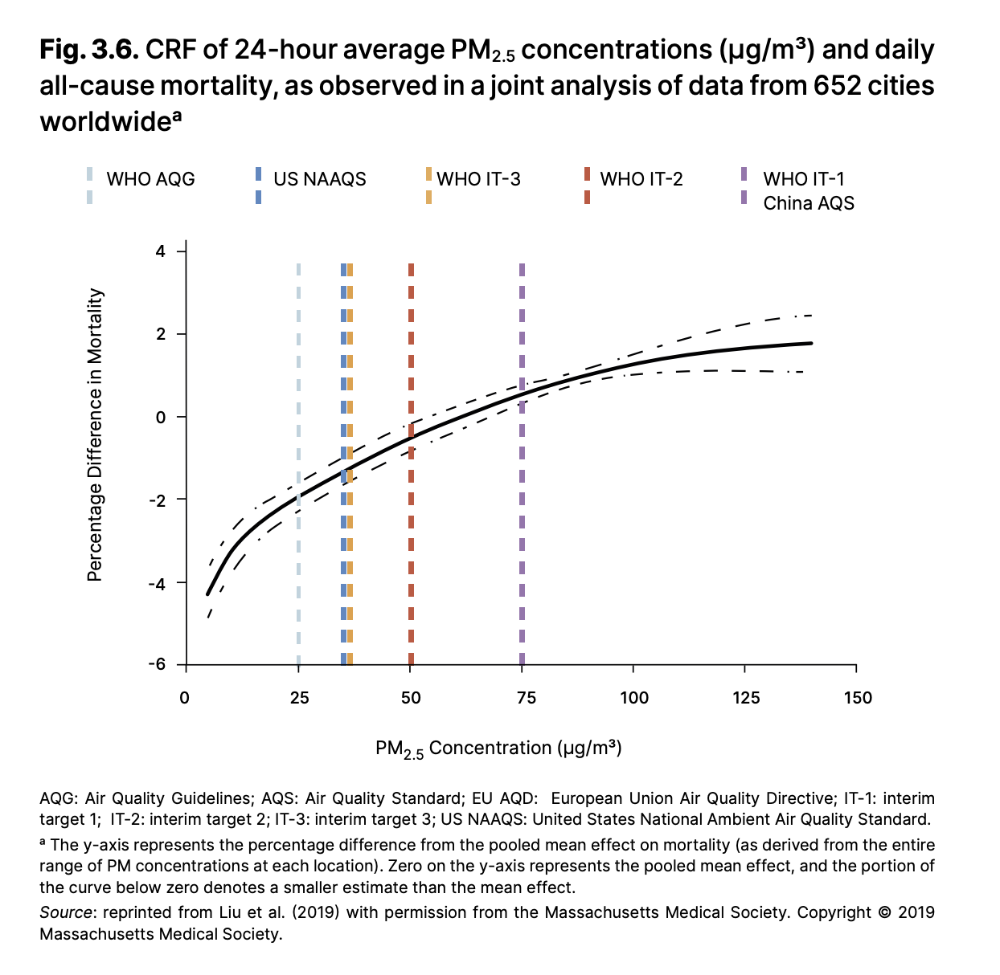 Fig. 3.6. CRF of 24-hour average PM₂.₅ concentrations (µg/m³) and daily
all-cause mortality, as observed in a joint analysis of data from 652 cities
worldwideᵃ
WHO AQG
US NAAQS
WHO IT-3
WHO IT-2
WHO IT-1
China AQS
Percentage Difference in Mortality
4
2
0
-2
-4
-6
0 25 50 75 100 125 150
PM₂.₅ Concentration (µg/m³)
AQG: Air Quality Guidelines; AQS: Air Quality Standard; EU AQD: European Union Air Quality Directive; IT-1: interim
target 1; IT-2: interim target 2; IT-3: interim target 3; US NAAQS: United States National Ambient Air Quality Standard.
ᵃ The y-axis represents the percentage difference from the pooled mean effect on mortality (as derived from the entire
range of PM concentrations at each location). Zero on the y-axis represents the pooled mean effect, and the portion of
the curve below zero denotes a smaller estimate than the mean effect.
Source: reprinted from Liu et al. (2019) with permission from the Massachusetts Medical Society. Copyright © 2019
Massachusetts Medical Society.